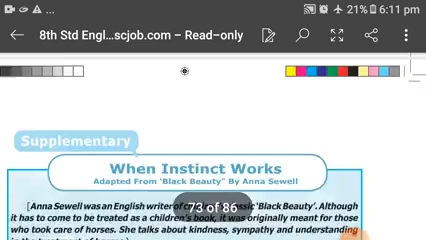 21% 6:11 pm
8th Std Engl...scjob.com – Read–only
Supplementary
When Instinct Works
Adapted From 'Black Beauty" By Anna Sewell
[Anna Sewell was an English writer of 'Black Beauty'. Although
73 of 86
it has to come to be treated as a children's book, it was originally meant for those
who took care of horses. She talks about kindness, sympathy and understanding